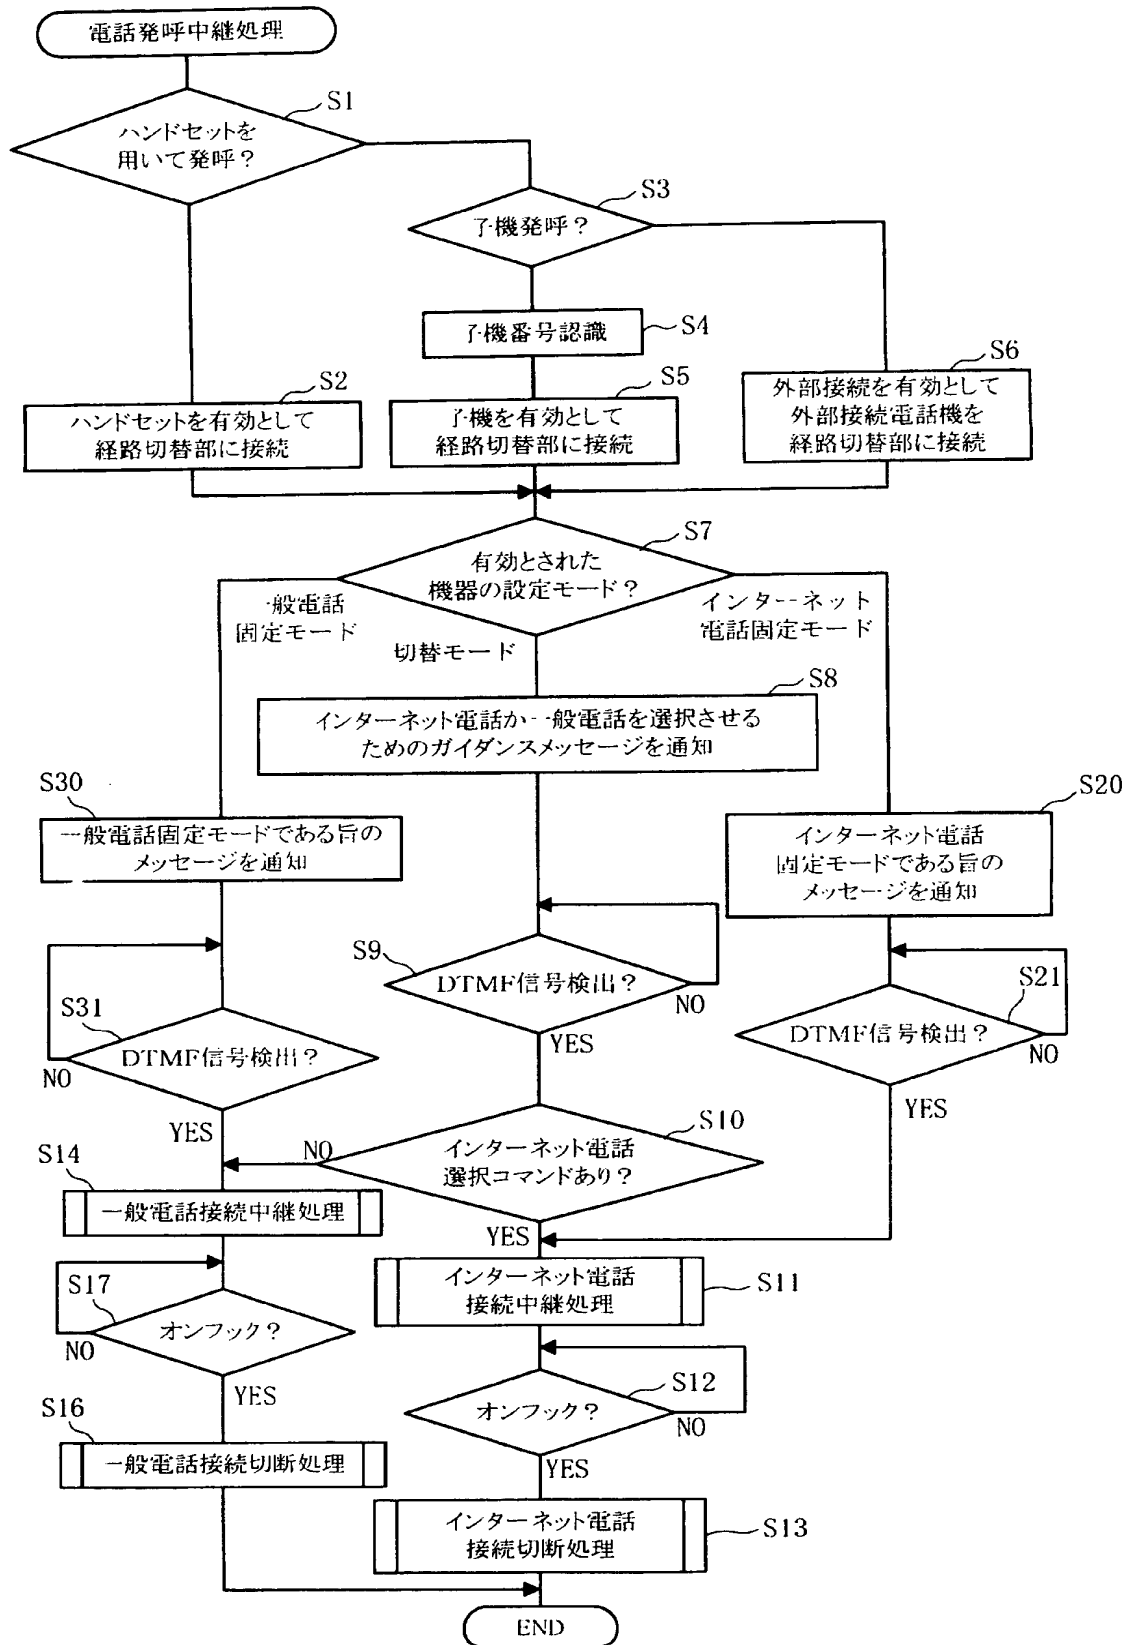 電話発呼中継処理
S1
ハンドセットを
用いて発呼?
S3
子機発呼?
子機番号認識
S4
S2
ハンドセットを有効として
経路切替部に接続
S5
子機を有効として
経路切替部に接続
S6
外部接続を有効として
外部接続電話機を
経路切替部に接続
S7
有効とされた
機器の設定モード?
一般電話
固定モード
切替モード
インターネット
電話固定モード
S8
インターネット電話か一般電話を選択させる
ためのガイダンスメッセージを通知
S30
一般電話固定モードである旨の
メッセージを通知
S20
インターネット電話
固定モードである旨の
メッセージを通知
S9
DTMF信号検出?
NO
YES
S21
DTMF信号検出?
NO
YES
S31
DTMF信号検出?
NO
YES
S10
インターネット電話
選択コマンドあり?
NO
YES
S14
一般電話接続中継処理
インターネット電話
接続中継処理
S11
S17
オンフック?
NO
YES
S12
オンフック?
NO
YES
S16
一般電話接続切断処理
インターネット電話
接続切断処理
S13
END